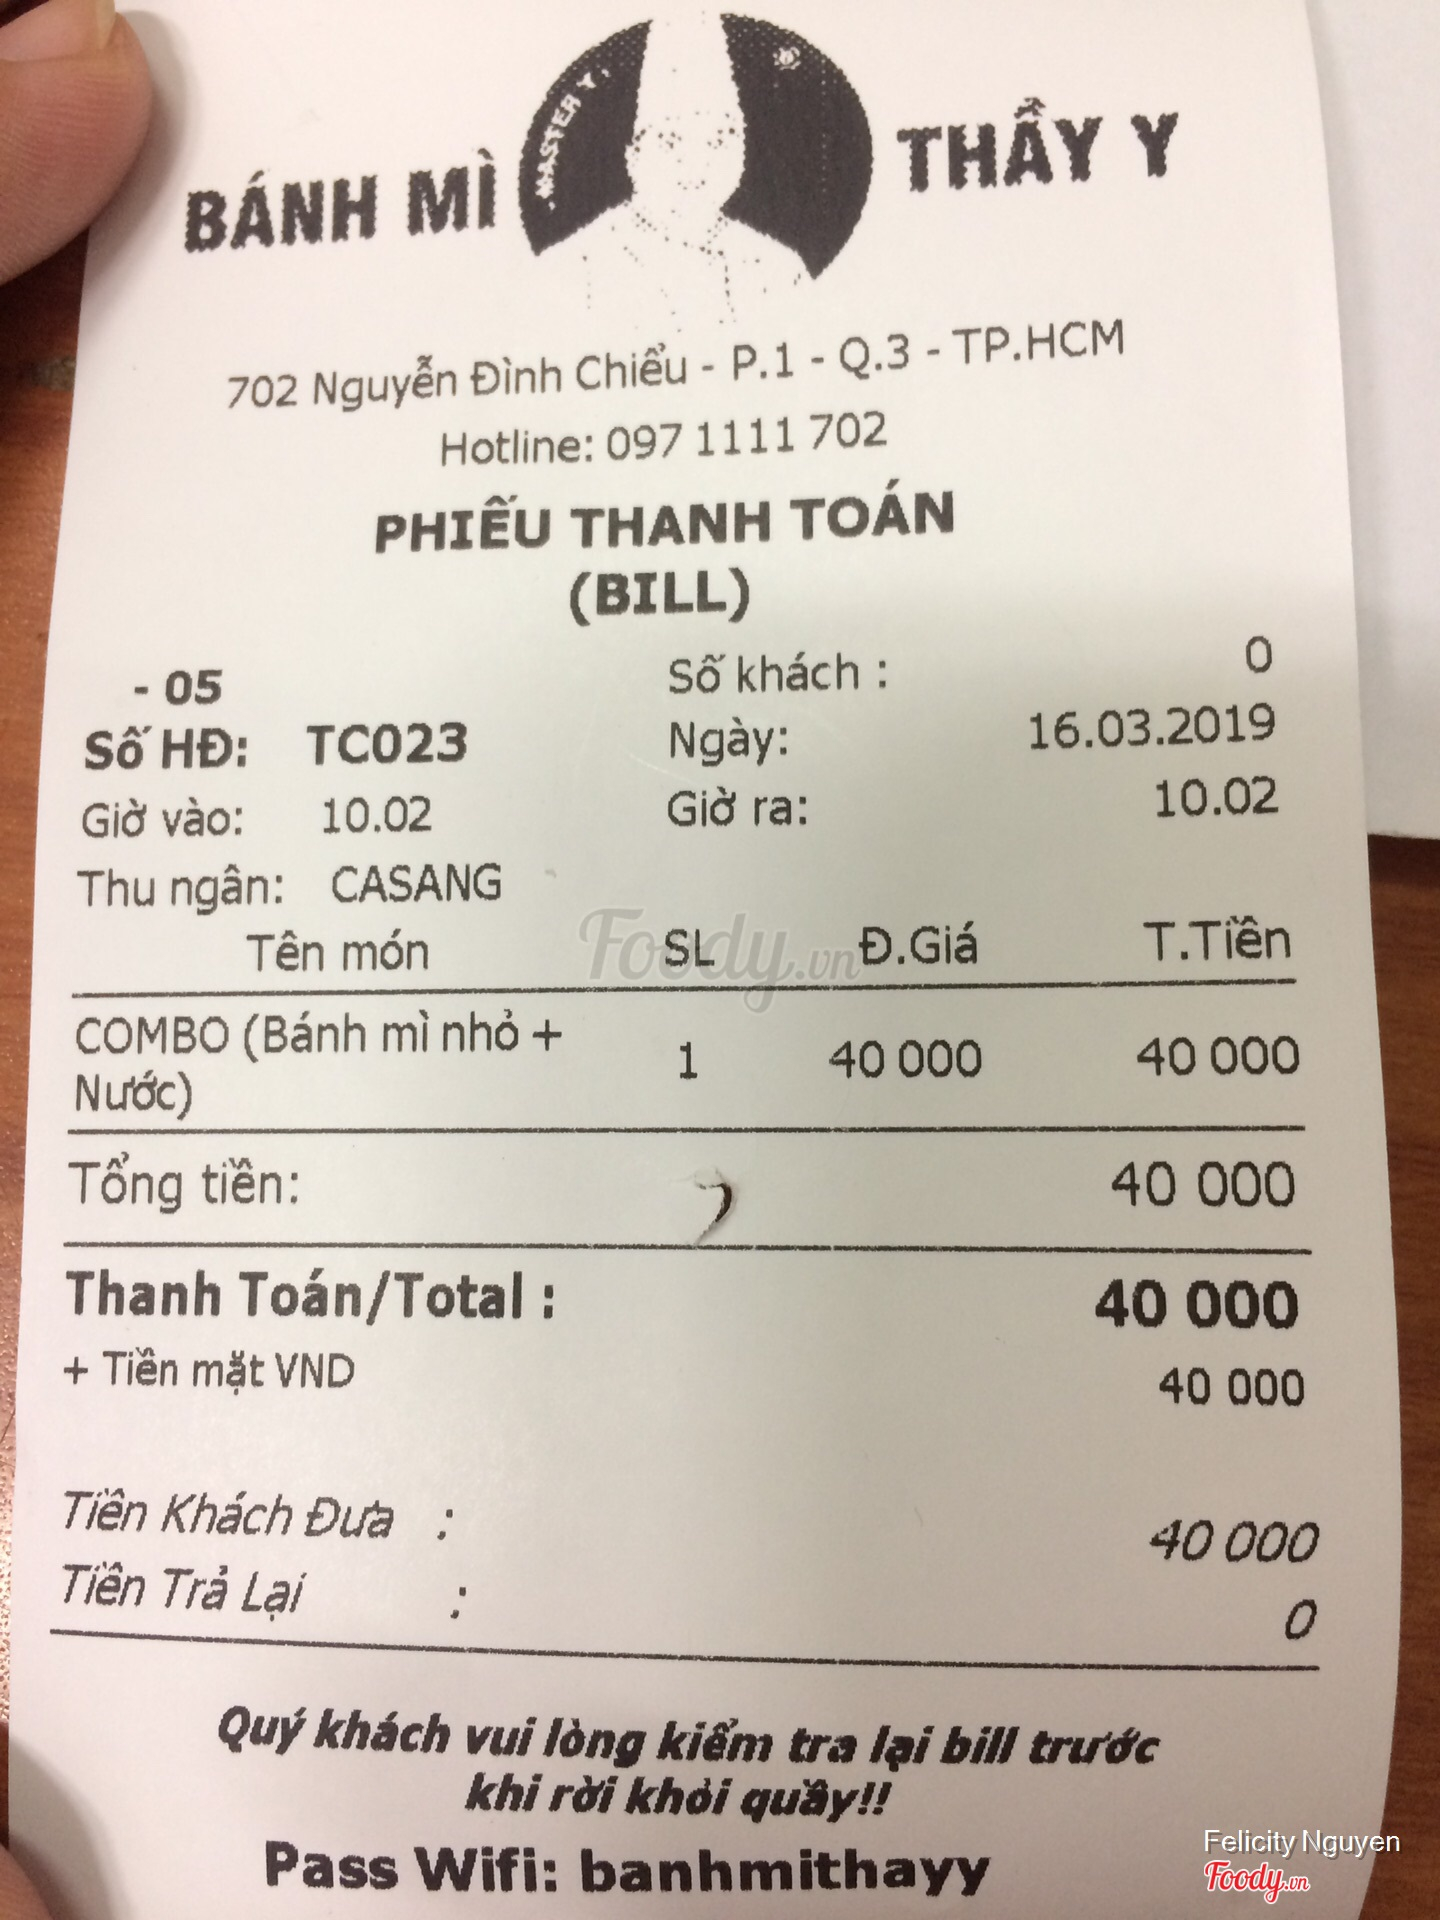 BÁNH MÌ THẦY Y
MASTER Y
702 Nguyễn Đình Chiểu - P.1 - Q.3 - TP.HCM
Hotline: 097 1111 702
PHIẾU THANH TOÁN
(BILL)
- 05 Số khách : 0
Số HĐ: TC023 Ngày: 16.03.2019
Giờ vào: 10.02 Giờ ra: 10.02
Thu ngân: CASANG
Tên món SL Đ.Giá T.Tiền
COMBO (Bánh mì nhỏ + 1 40 000 40 000
Nước)
Tổng tiền: 40 000
Thanh Toán/Total : 40 000
+ Tiền mặt VND 40 000
Tiền Khách Đưa : 40 000
Tiền Trả Lại : 0
Quý khách vui lòng kiểm tra lại bill trước
khi rời khỏi quầy!!
Pass Wifi: banhmithayy
Foody.vn
Felicity Nguyen
Foody.vn